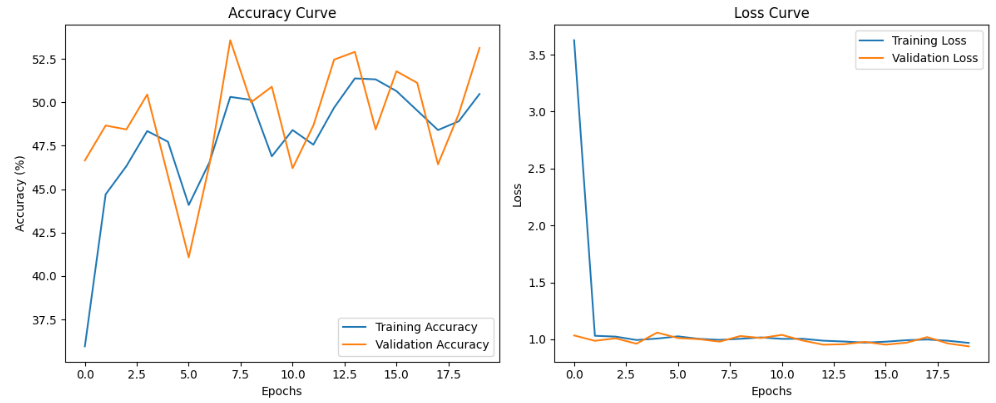 Accuracy Curve
Accuracy (%)
52.5
50.0
47.5
45.0
42.5
40.0
37.5
0.0 2.5 5.0 7.5 10.0 12.5 15.0 17.5
Epochs
Training Accuracy
Validation Accuracy
Loss Curve
Loss
3.5
3.0
2.5
2.0
1.5
1.0
0.0 2.5 5.0 7.5 10.0 12.5 15.0 17.5
Epochs
Training Loss
Validation Loss